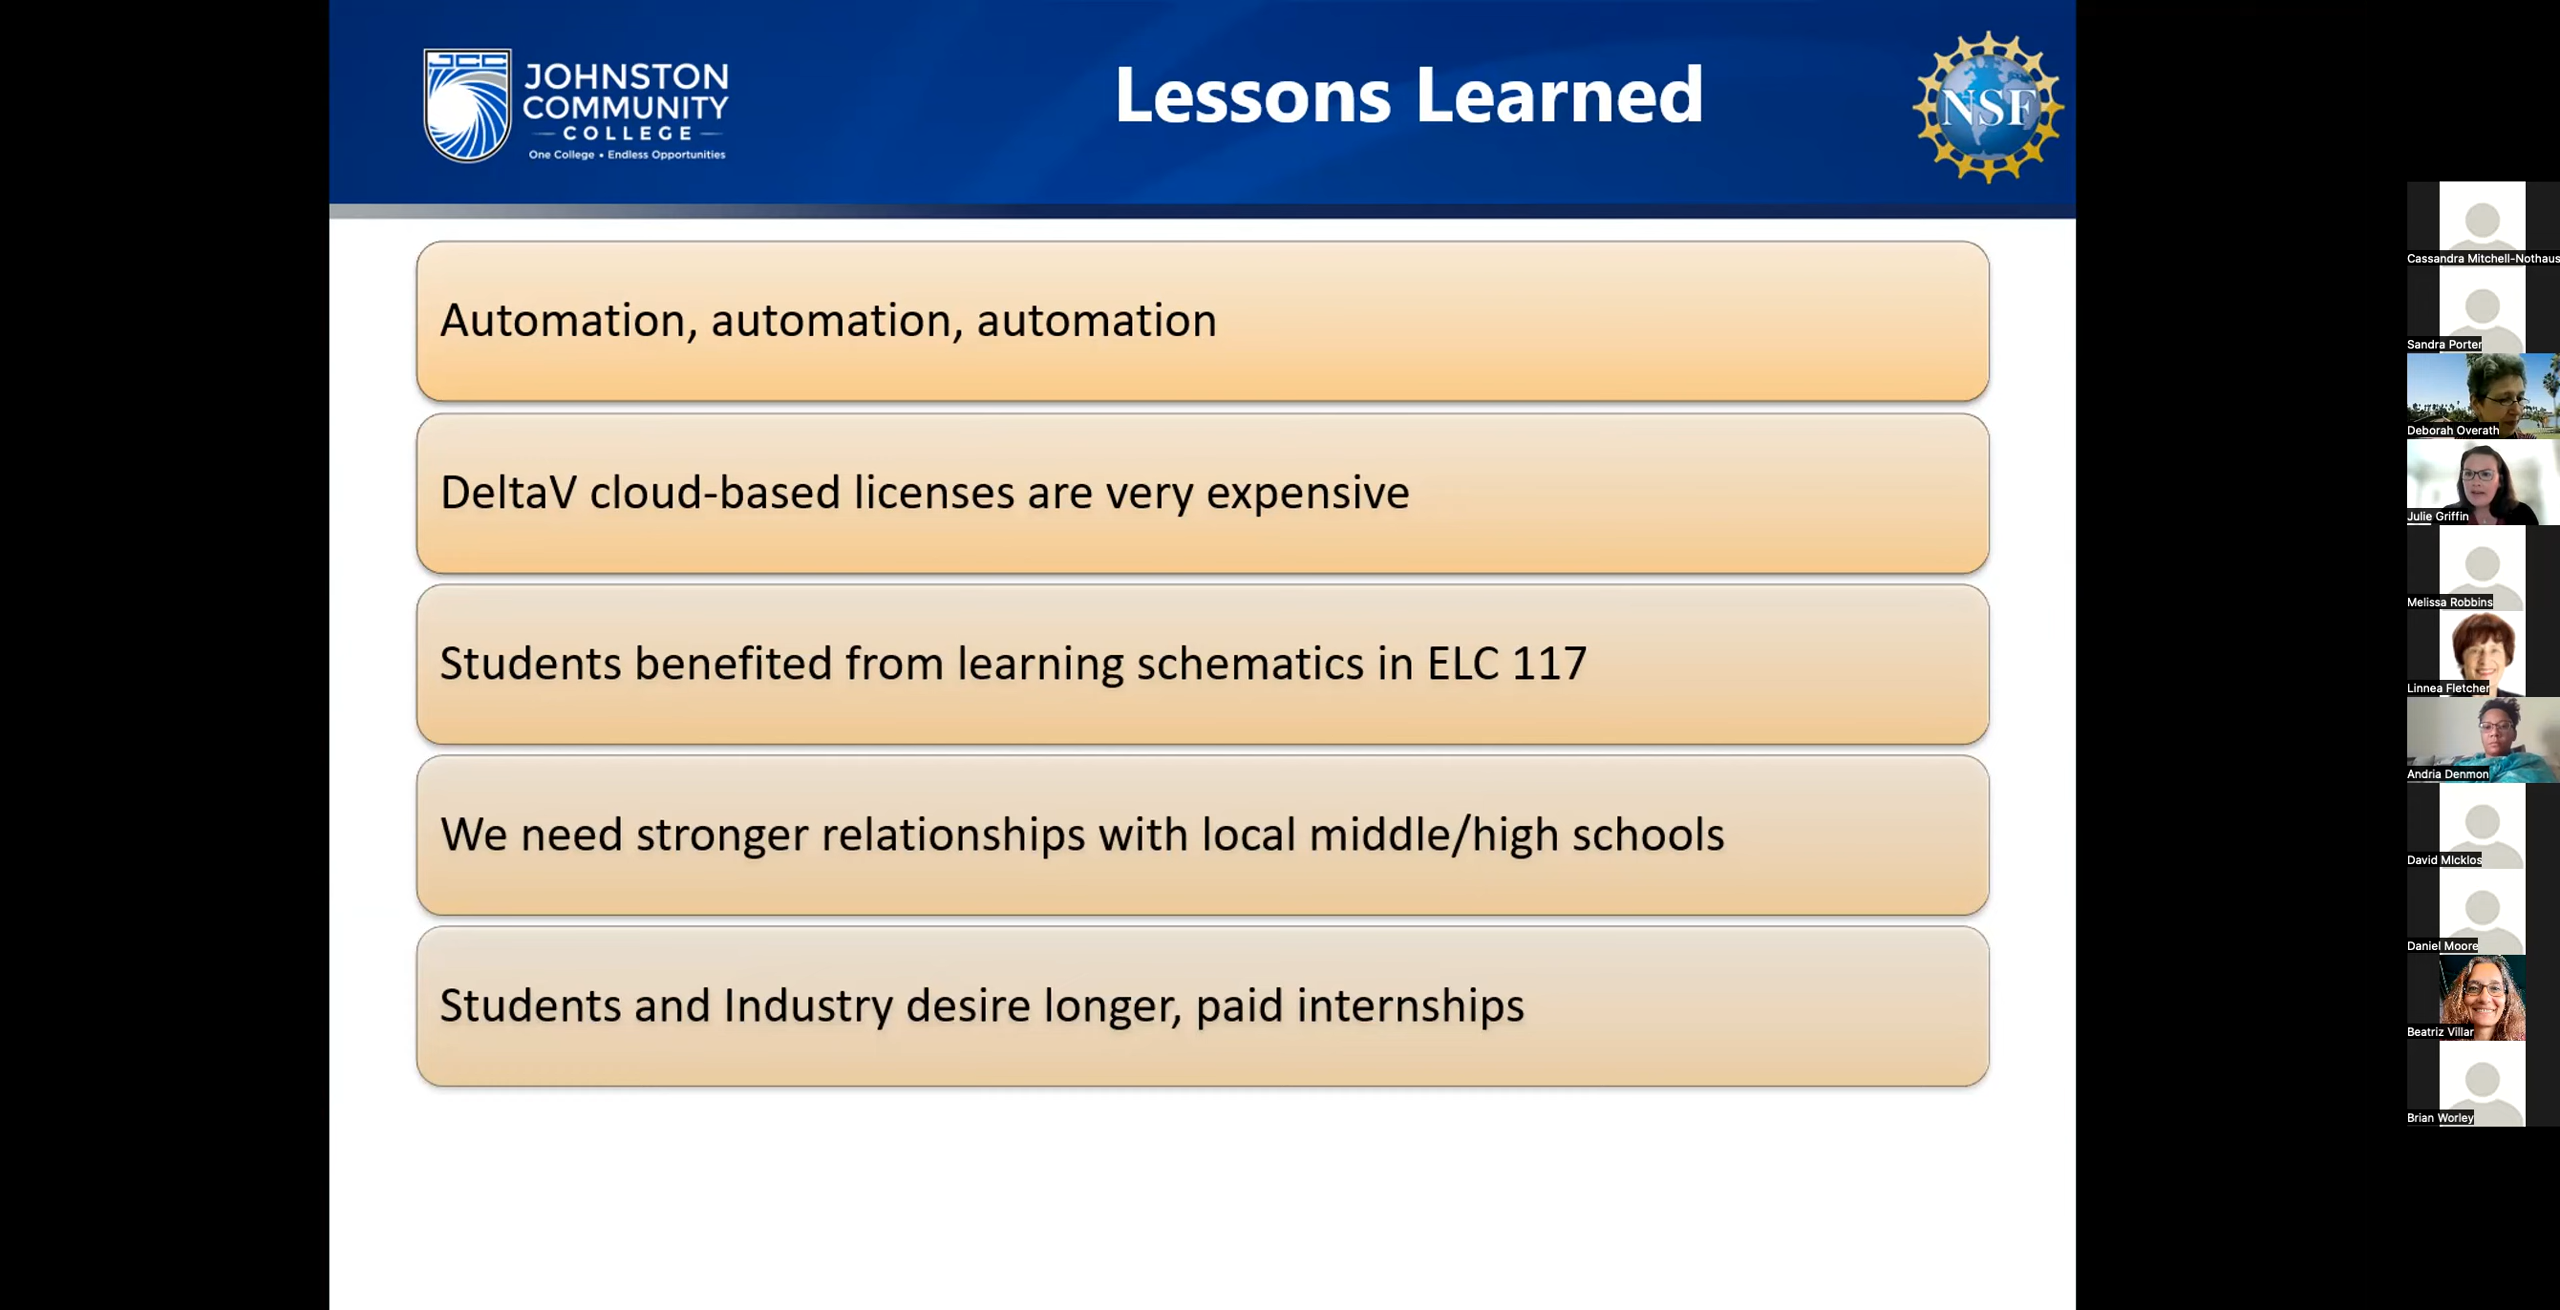 JCC
JOHNSTON
COMMUNITY
COLLEGE
One College • Endless Opportunities
Lessons Learned
NSF
Automation, automation, automation
DeltaV cloud-based licenses are very expensive
Students benefited from learning schematics in ELC 117
We need stronger relationships with local middle/high schools
Students and Industry desire longer, paid internships
Cassandra Mitchell-Nothaus
Sandra Porter
Deborah Overath
Julie Griffin
Melissa Robbins
Linnea Fletcher
Andria Denmon
David MIcklos
Daniel Moore
Beatriz Villar
Brian Worley